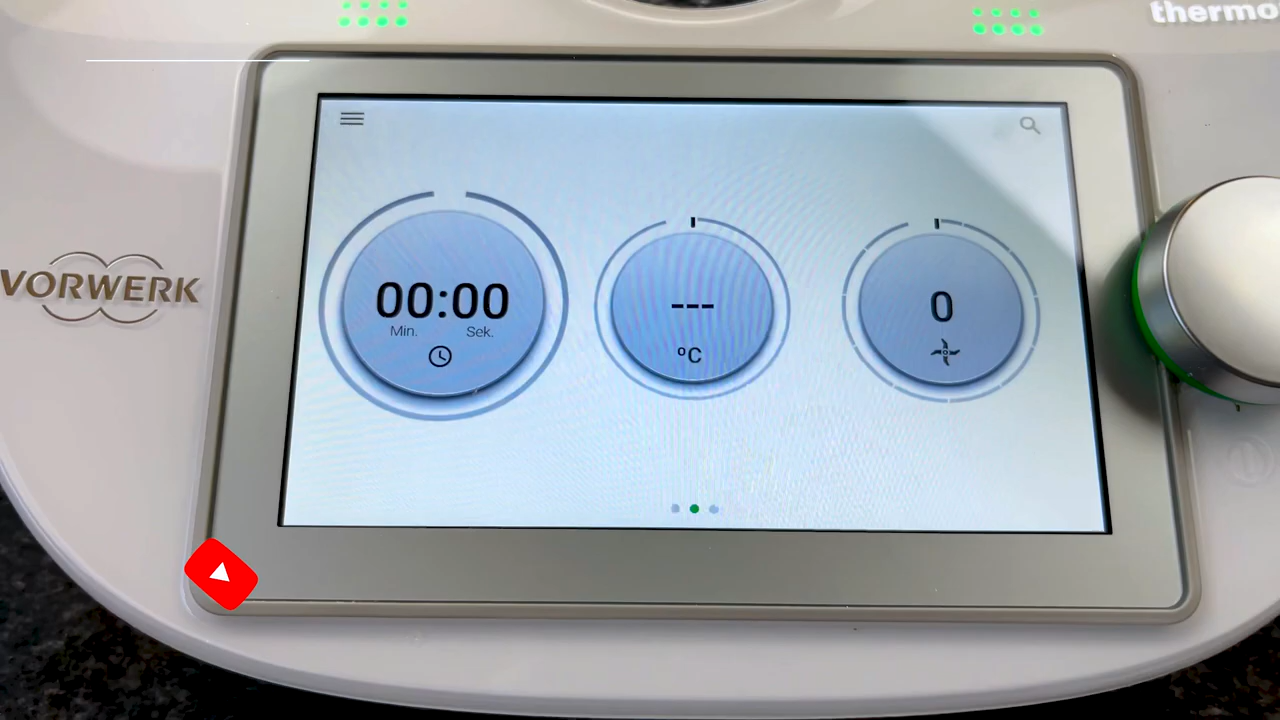 thermo
VORWERK
00:00
Min. Sek.
---
°C
0